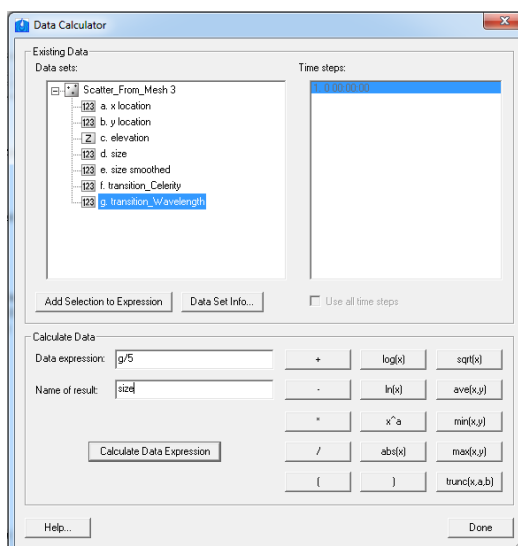 Data Calculator
Existing Data
Data sets:
Time steps:
Scatter_From_Mesh 3
123 a. x location
123 b. y location
Z c. elevation
123 d. size
123 e. size smoothed
123 f. transition_Celerity
123 g. transition_Wavelength
1 0 00:00:00
Add Selection to Expression
Data Set Info...
Use all time steps
Calculate Data
Data expression:
g/5
Name of result:
size
Calculate Data Expression
+
log(x)
sqrt(x)
-
ln(x)
ave(x,y)
*
x^a
min(x,y)
/
abs(x)
max(x,y)
(
)
trunc(x,a,b)
Help...
Done